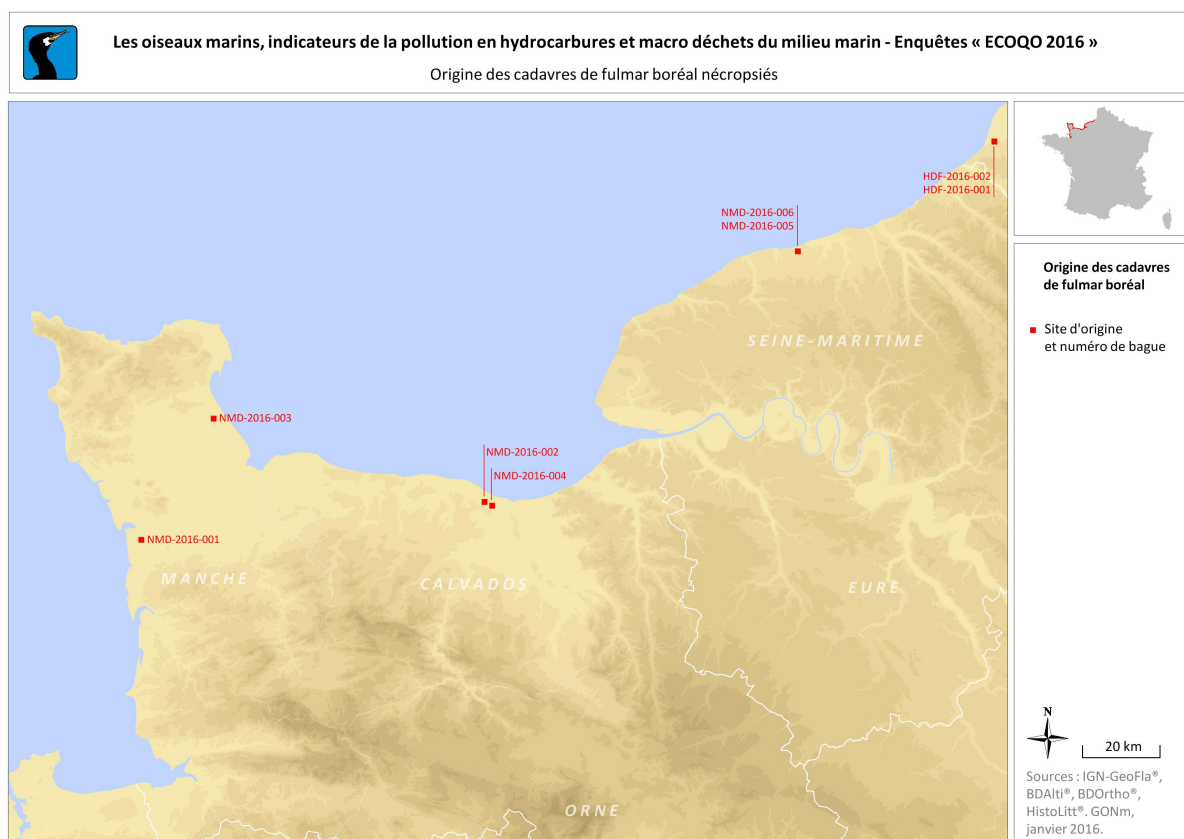 Les oiseaux marins, indicateurs de la pollution en hydrocarbures et macro déchets du milieu marin - Enquêtes « ECOQO 2016 »
Origine des cadavres de fulmar boréal nécropsiés
HDF-2016-002
HDF-2016-001
NMD-2016-006
NMD-2016-005
SEINE-MARITIME
NMD-2016-003
NMD-2016-002
NMD-2016-004
NMD-2016-001
MANCHE
CALVADOS
EURE
ORNE
Origine des cadavres
de fulmar boréal
Site d'origine
et numéro de bague
N
20 km
Sources : IGN-GeoFla®,
BDAlti®, BDOrtho®,
HistoLitt®. GONm,
janvier 2016.